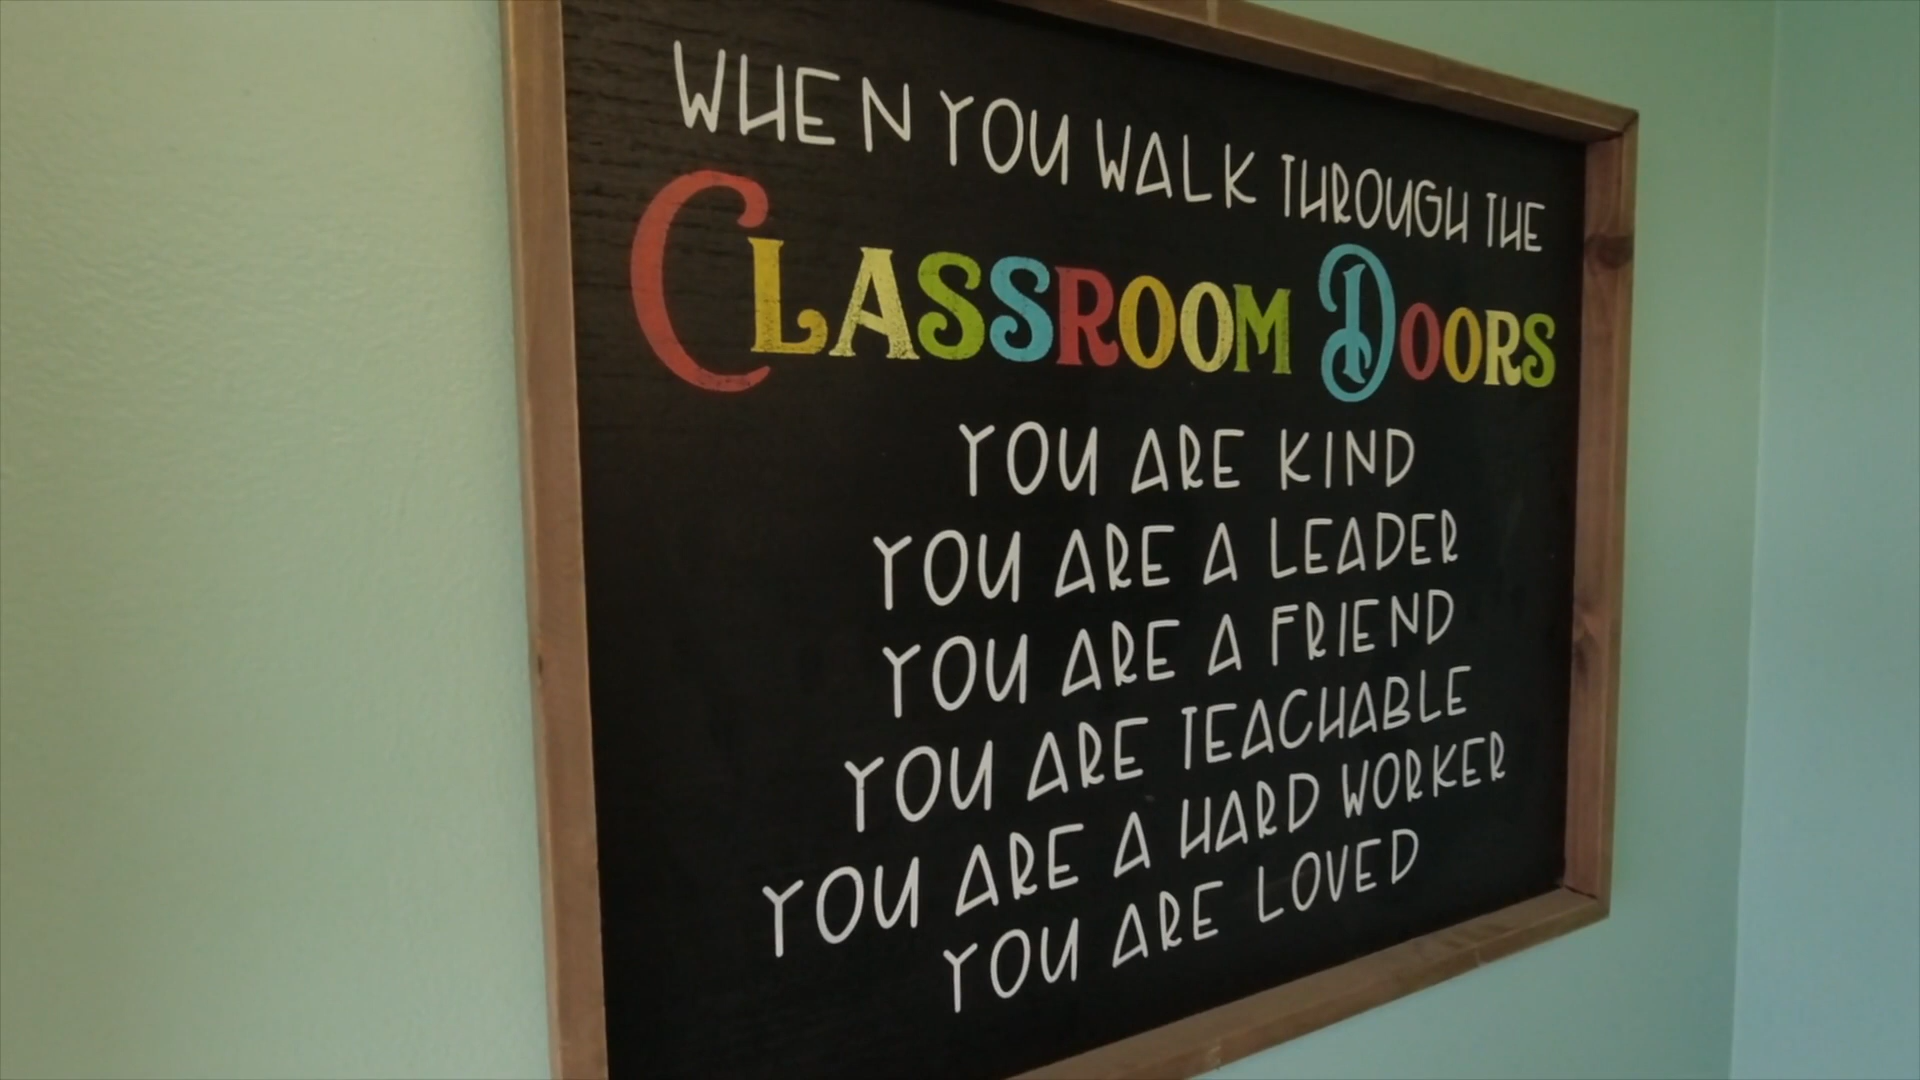 WHEN YOU WALK THROUGH THE
CLASSROOM DOORS
YOU ARE KIND
YOU ARE A LEADER
YOU ARE A FRIEND
YOU ARE TEACHABLE
YOU ARE A HARD WORKER
YOU ARE LOVED